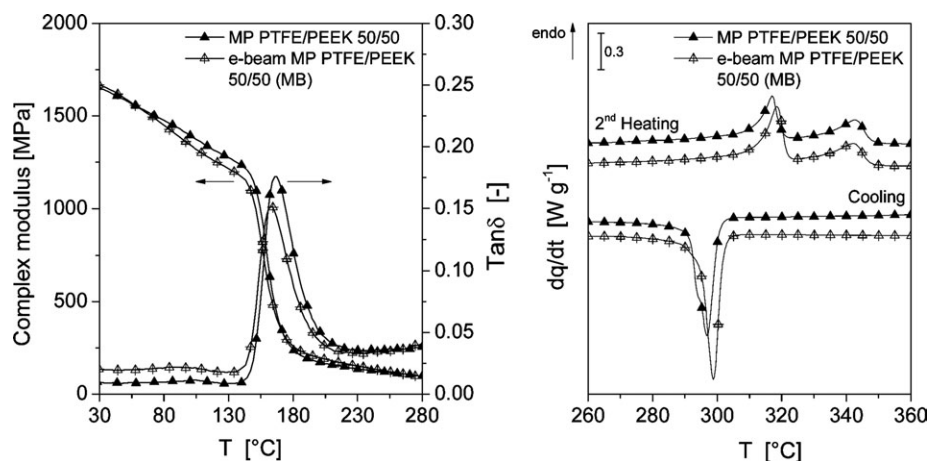 2000
1500
1000
500
0
Complex modulus [MPa]
MP PTFE/PEEK 50/50
e-beam MP PTFE/PEEK
50/50 (MB)
0.30
0.25
0.20
0.15
0.10
0.05
0.00
Tanδ [-]
30 80 130 180 230 280
T [°C]
endo
0.3
MP PTFE/PEEK 50/50
e-beam MP PTFE/PEEK
50/50 (MB)
2nd Heating
Cooling
dq/dt [W g-1]
260 280 300 320 340 360
T [°C]